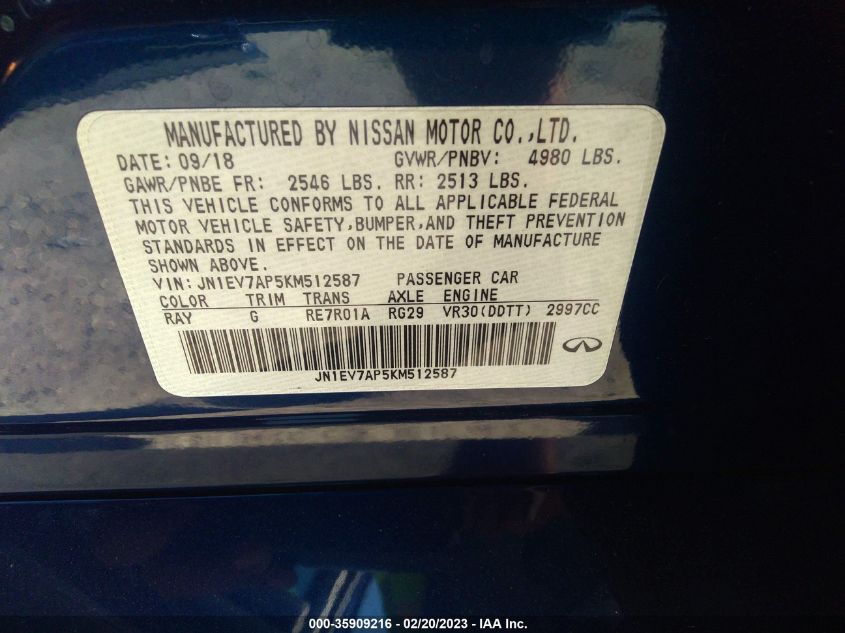 MANUFACTURED BY NISSAN MOTOR CO.,LTD.
DATE: 09/18 GVWR/PNBV: 4980 LBS.
GAWR/PNBE FR: 2546 LBS. RR: 2513 LBS.
THIS VEHICLE CONFORMS TO ALL APPLICABLE FEDERAL
MOTOR VEHICLE SAFETY,BUMPER,AND THEFT PREVENTION
STANDARDS IN EFFECT ON THE DATE OF MANUFACTURE
SHOWN ABOVE.
VIN: JN1EV7AP5KM512587 PASSENGER CAR
COLOR TRIM TRANS AXLE ENGINE
RAY G RE7R01A RG29 VR30(DDTT) 2997CC
JN1EV7AP5KM512587
000-35909216 - 02/20/2023 - IAA Inc.